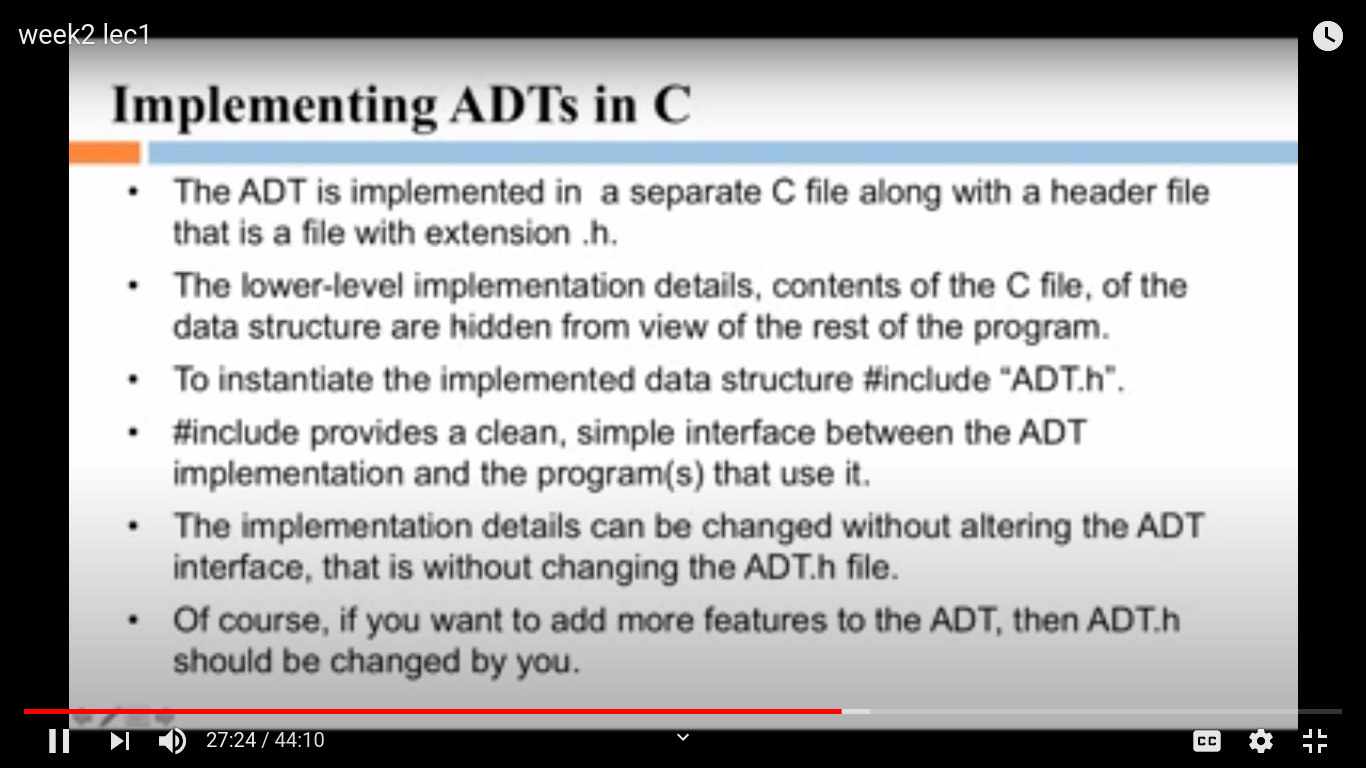 week2 lec1
Implementing ADTs in C
• The ADT is implemented in a separate C file along with a header file
that is a file with extension .h.
• The lower-level implementation details, contents of the C file, of the
data structure are hidden from view of the rest of the program.
• To instantiate the implemented data structure #include “ADT.h”.
• #include provides a clean, simple interface between the ADT
implementation and the program(s) that use it.
• The implementation details can be changed without altering the ADT
interface, that is without changing the ADT.h file.
• Of course, if you want to add more features to the ADT, then ADT.h
should be changed by you.
27:24 / 44:10
CC